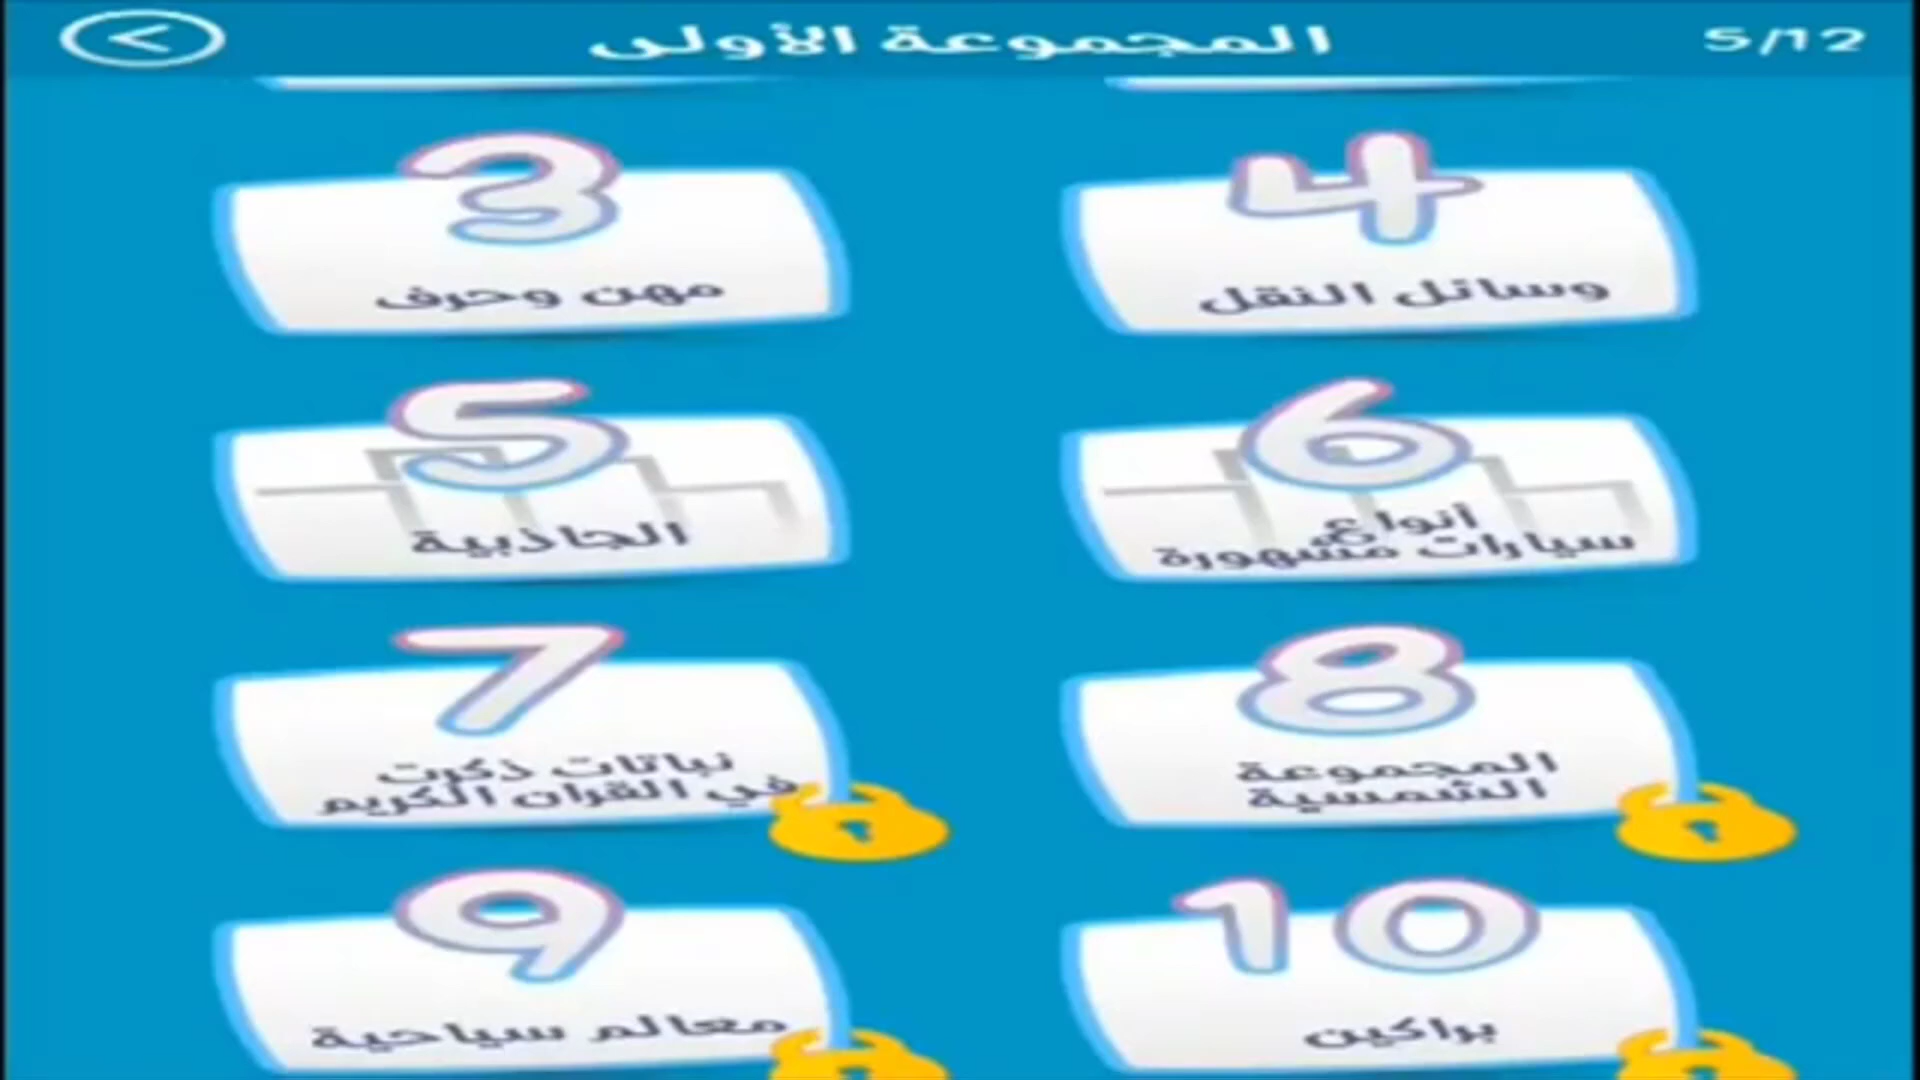 المجموعة الأولى
5/12
3
مهن وحرف
4
وسائل النقل
5
الجاذبية
6
أنواع
سيارات مشهورة
7
نباتات ذكرت
في القران الكريم
8
المجموعة
الشمسية
9
معالم سياحية
10
براكين